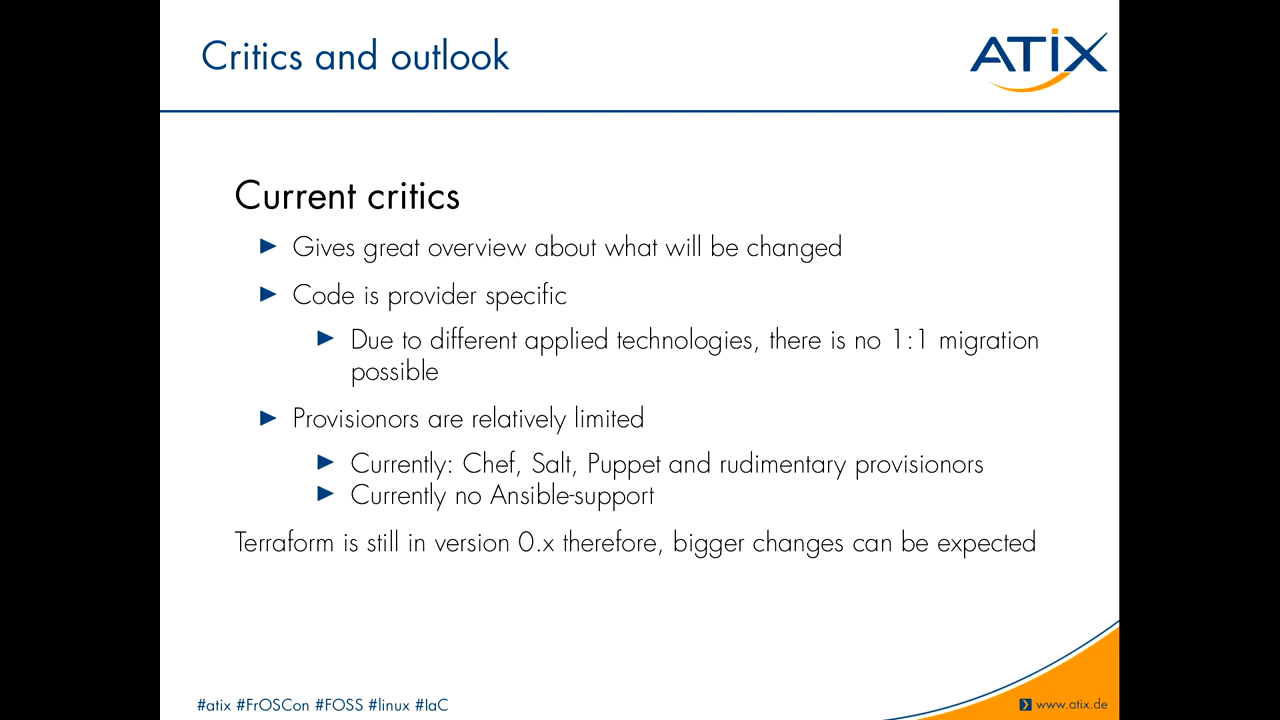 Critics and outlook
ATIX
Current critics
Gives great overview about what will be changed
Code is provider specific
Due to different applied technologies, there is no 1:1 migration
possible
Provisionors are relatively limited
Currently: Chef, Salt, Puppet and rudimentary provisionors
Currently no Ansible-support
Terraform is still in version 0.x therefore, bigger changes can be expected
#atix #FrOSCon #FOSS #linux #IaC
www.atix.de